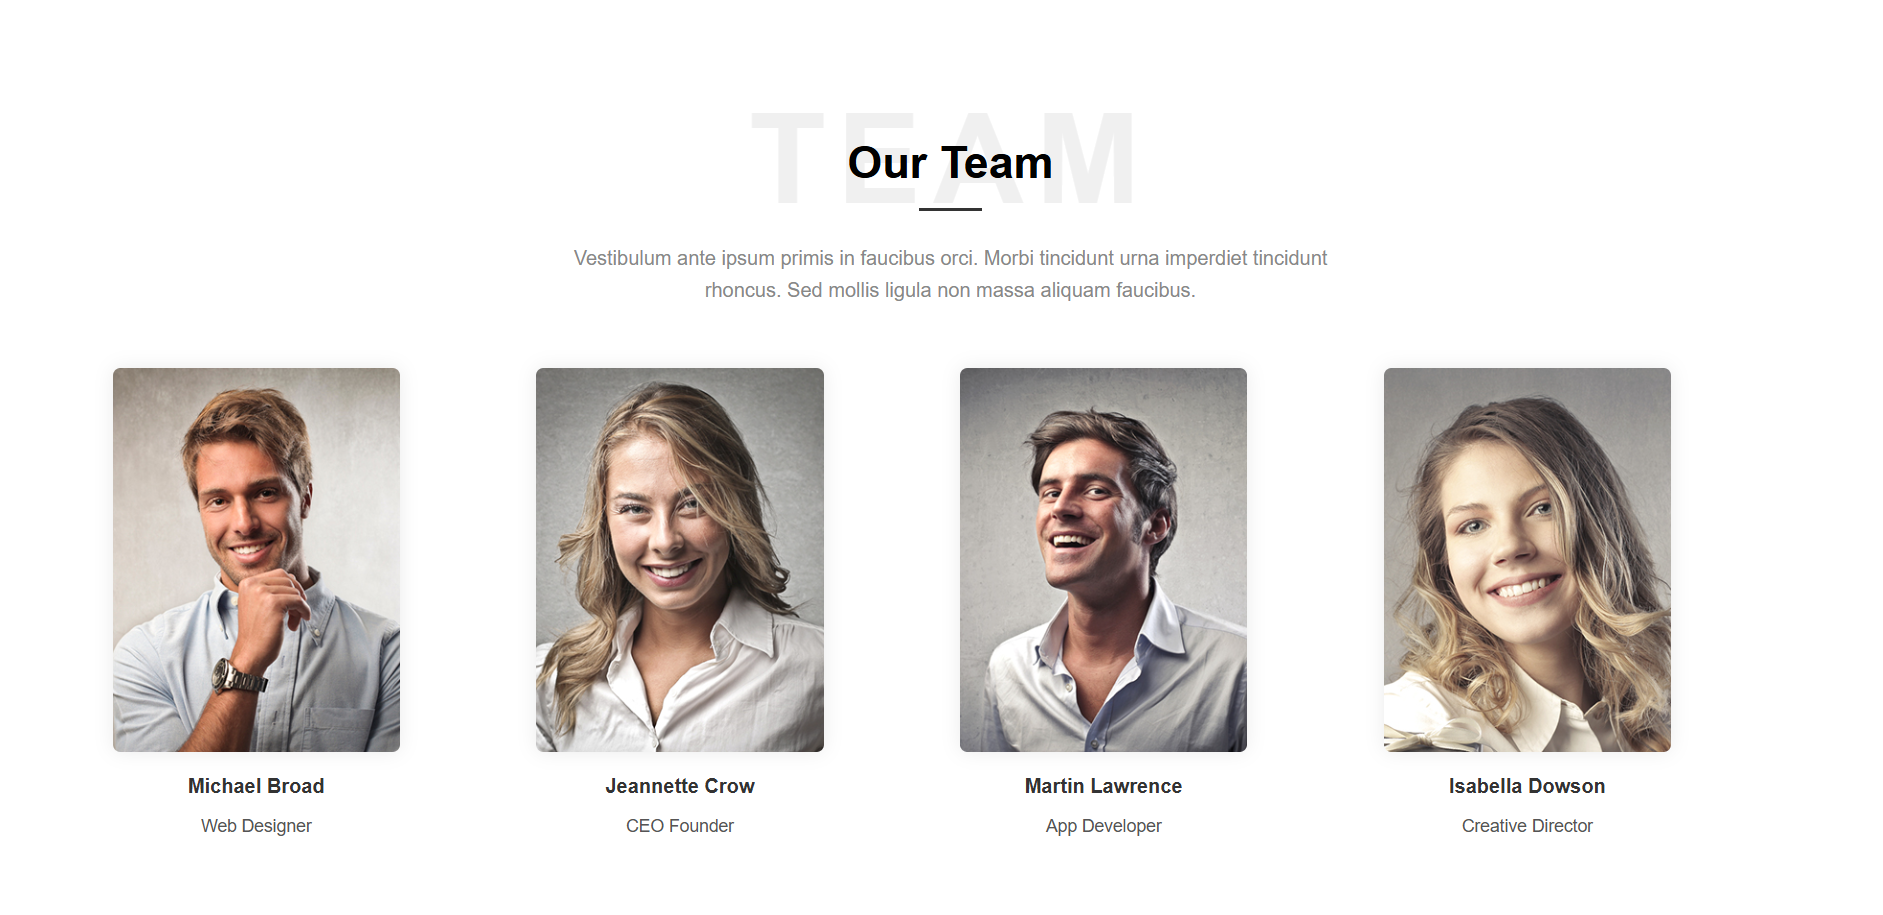 TEAM
Our Team
Vestibulum ante ipsum primis in faucibus orci. Morbi tincidunt urna imperdiet tincidunt
rhoncus. Sed mollis ligula non massa aliquam faucibus.
Michael Broad
Web Designer
Jeannette Crow
CEO Founder
Martin Lawrence
App Developer
Isabella Dowson
Creative Director